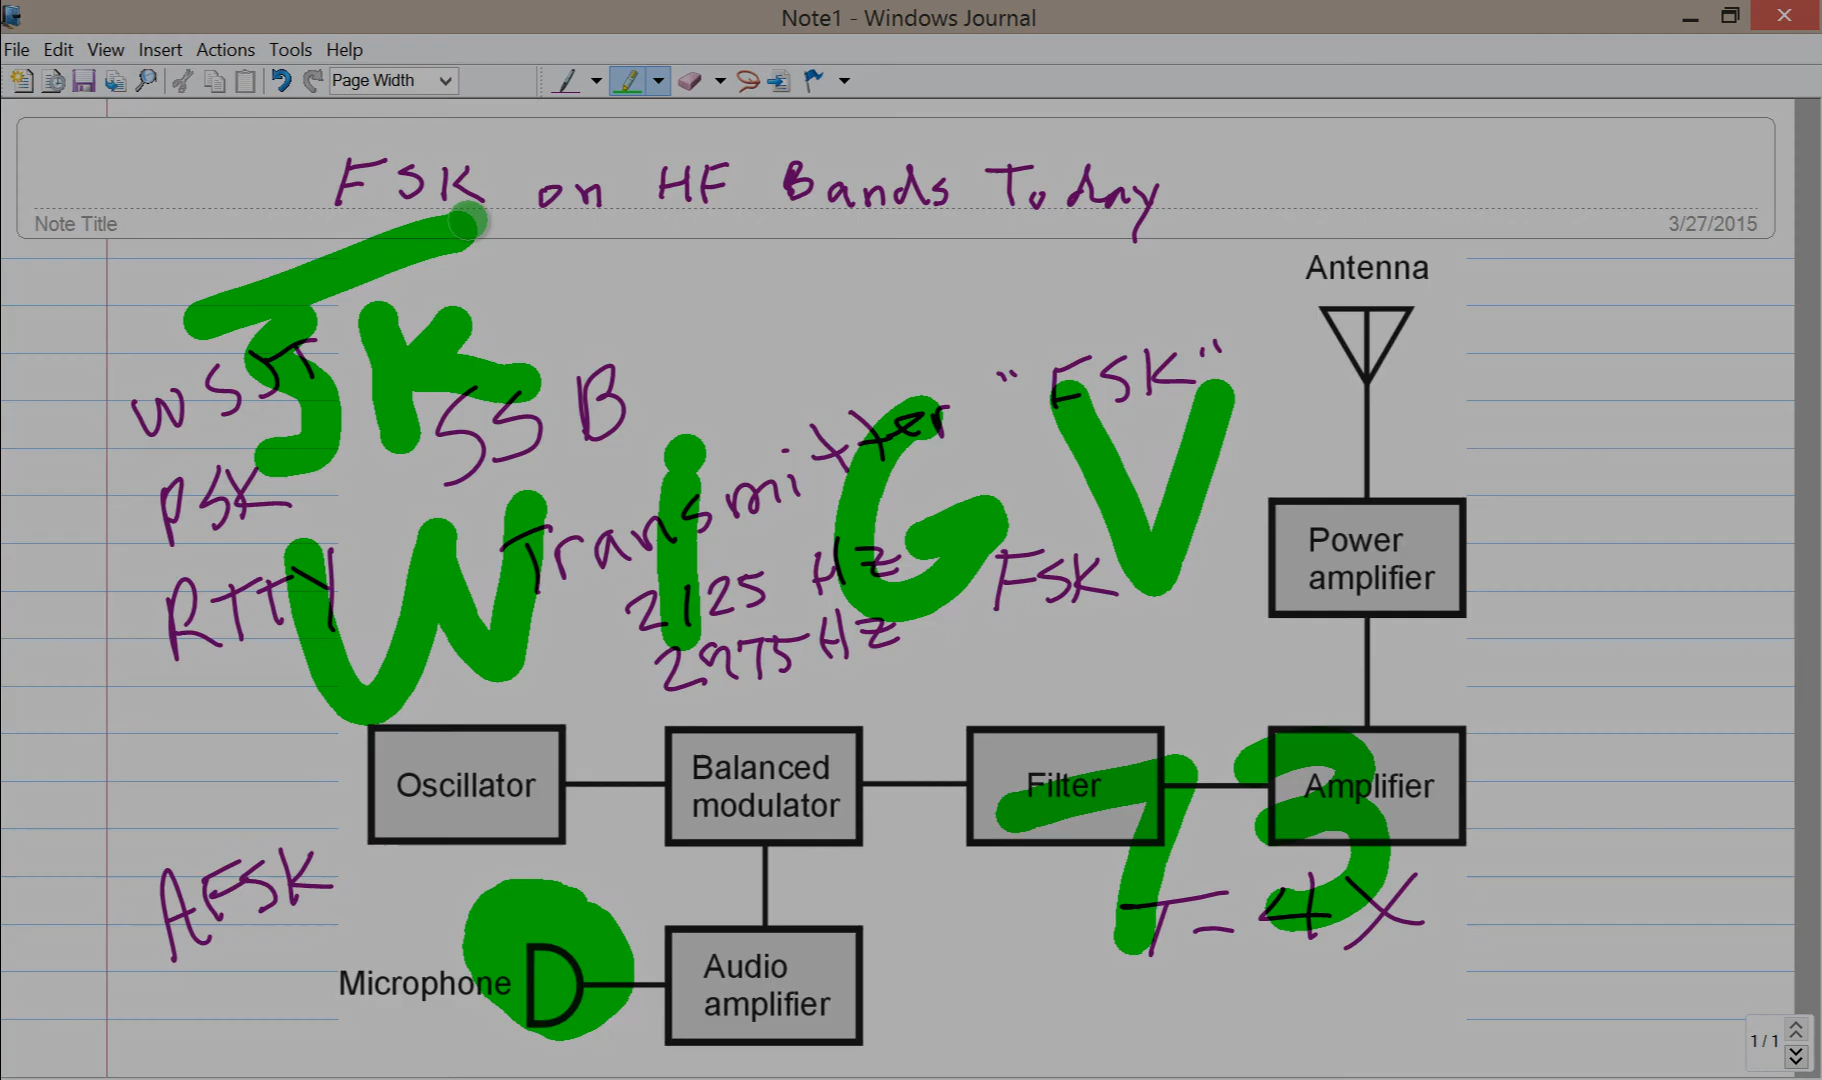 Note1 - Windows Journal
File Edit View Insert Actions Tools Help
Page Width
FSK on HF Bands Today
Note Title
3/27/2015
Antenna
JK
WSJT
SSB
"FSK"
PSK
Transmitter
W1GV
RTTY
2125 Hz
FSK
2975 Hz
Power
amplifier
Oscillator
Balanced
modulator
Filter
Amplifier
73
AFSK
T=4X
Microphone
Audio
amplifier
1 / 1